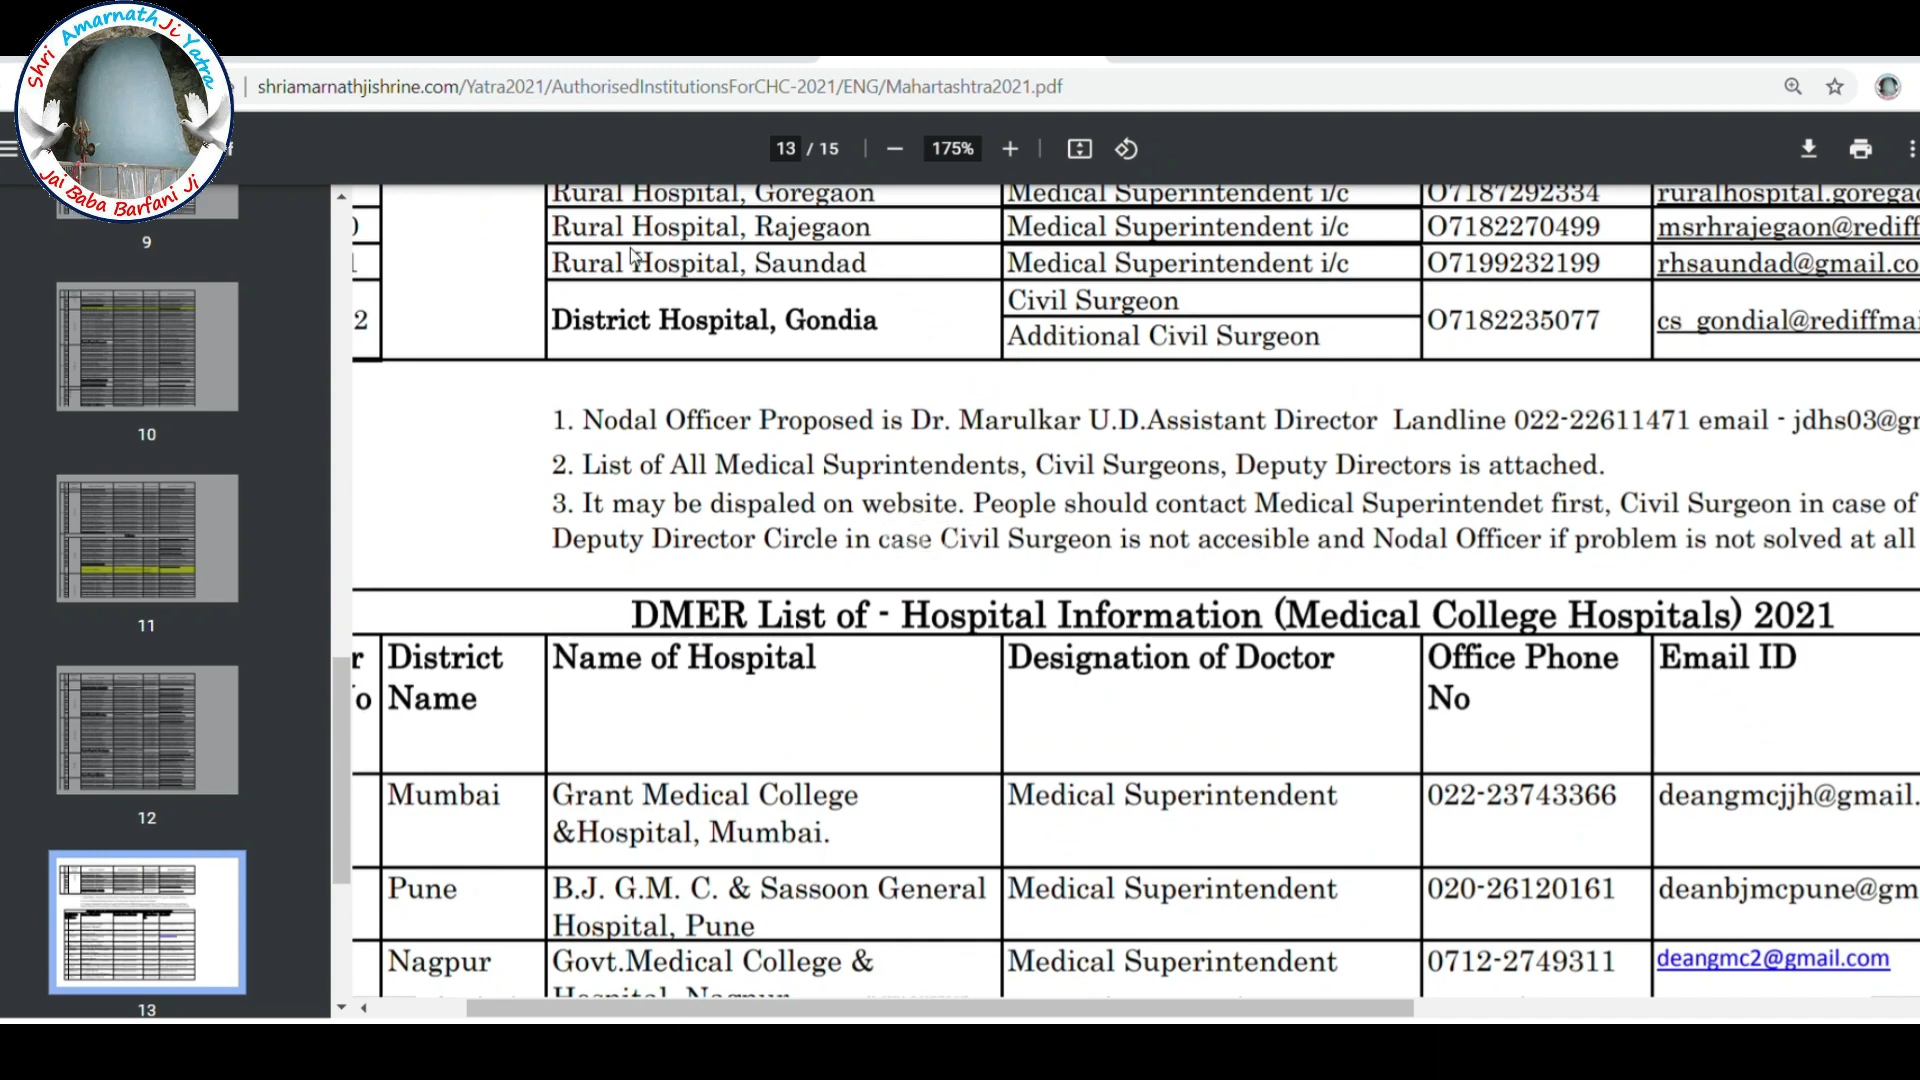 Shri AmarnathJi Yatra
Jai Baba Barfani Ji
shriamarnathjishrine.com/Yatra2021/AuthorisedInstitutionsForCHC-2021/ENG/Mahartashtra2021.pdf
13 / 15 175%
Rural Hospital, Goregaon Medical Superintendent i/c O7187292334 ruralhospital.gorega
Rural Hospital, Rajegaon Medical Superintendent i/c O7182270499 msrhrajegaon@rediff
Rural Hospital, Saundad Medical Superintendent i/c O7199232199 rhsaundad@gmail.co
2 District Hospital, Gondia Civil Surgeon O7182235077 cs_gondial@rediffmai
Additional Civil Surgeon
1. Nodal Officer Proposed is Dr. Marulkar U.D.Assistant Director Landline 022-22611471 email - jdhs03@gm
2. List of All Medical Suprintendents, Civil Surgeons, Deputy Directors is attached.
3. It may be dispaled on website. People should contact Medical Superintendet first, Civil Surgeon in case of
Deputy Director Circle in case Civil Surgeon is not accesible and Nodal Officer if problem is not solved at all
DMER List of - Hospital Information (Medical College Hospitals) 2021
r District Name of Hospital Designation of Doctor Office Phone Email ID
o Name No
Mumbai Grant Medical College Medical Superintendent 022-23743366 deangmcjjh@gmail.
&Hospital, Mumbai.
Pune B.J. G.M. C. & Sassoon General Medical Superintendent 020-26120161 deanbjmcpune@gm
Hospital, Pune
Nagpur Govt.Medical College & Medical Superintendent 0712-2749311 deangmc2@gmail.com
Hospital, Nagpur
9
10
11
12
13